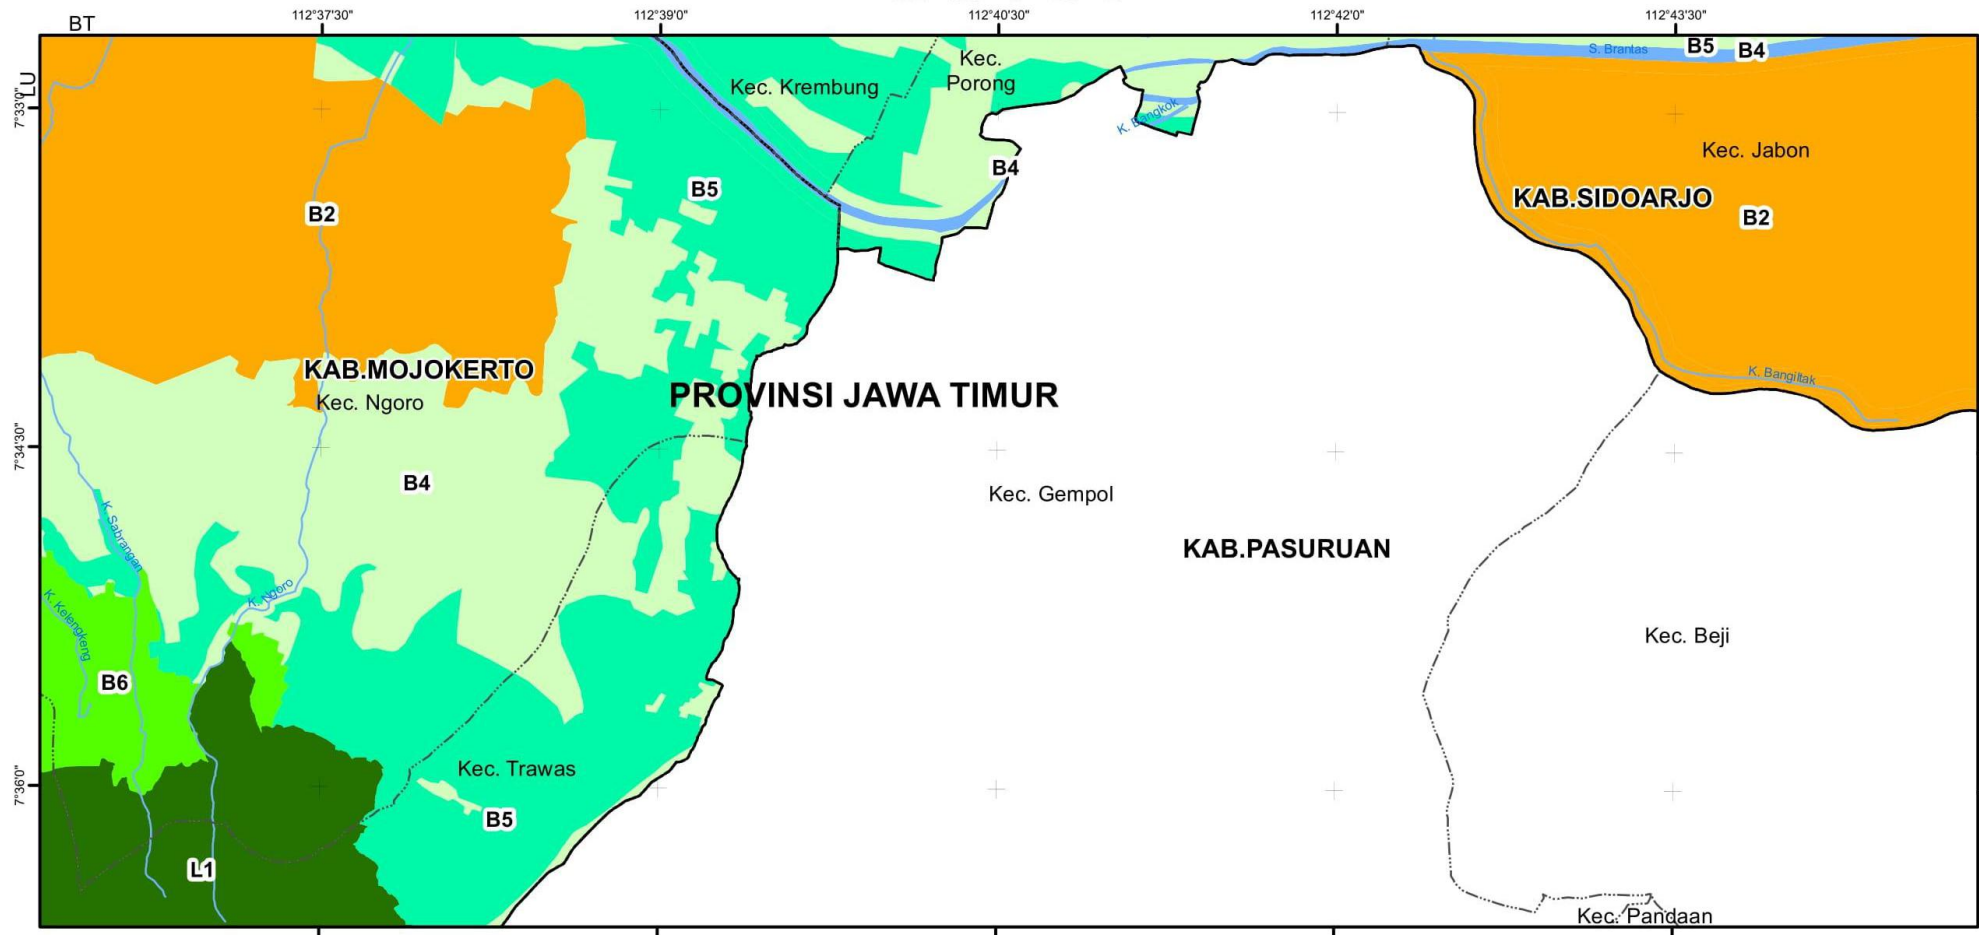 BT
112°37'30"
112°39'0"
112°40'30"
112°42'0"
112°43'30"
LU
7°33'0"
7°34'30"
7°36'0"
S. Brantas
B5
B4
Kec.
Porong
Kec. Krembung
K. Bangkok
Kec. Jabon
B4
B5
KAB.SIDOARJO
B2
B2
KAB.MOJOKERTO
Kec. Ngoro
PROVINSI JAWA TIMUR
K. Bangiltak
B4
Kec. Gempol
K. Sabrangan
KAB.PASURUAN
K. Ngoro
K. Kelengkeng
Kec. Beji
B6
Kec. Trawas
B5
L1
Kec. Pandaan